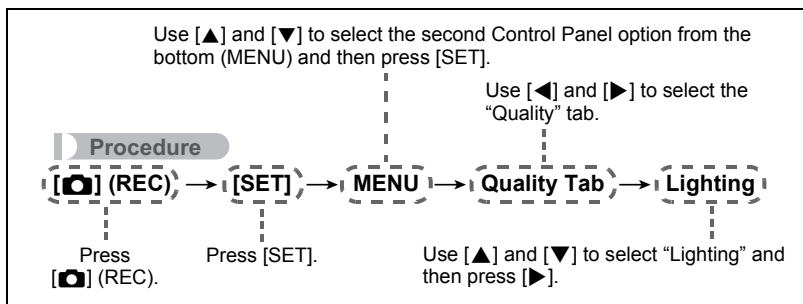 Use [▲] and [▼] to select the second Control Panel option from the
bottom (MENU) and then press [SET].
Use [◀] and [▶] to select the
“Quality” tab.
Procedure
[📷] (REC) → [SET] → MENU → Quality Tab → Lighting
Press
[📷] (REC).
Press [SET].
Use [▲] and [▼] to select “Lighting” and
then press [▶].